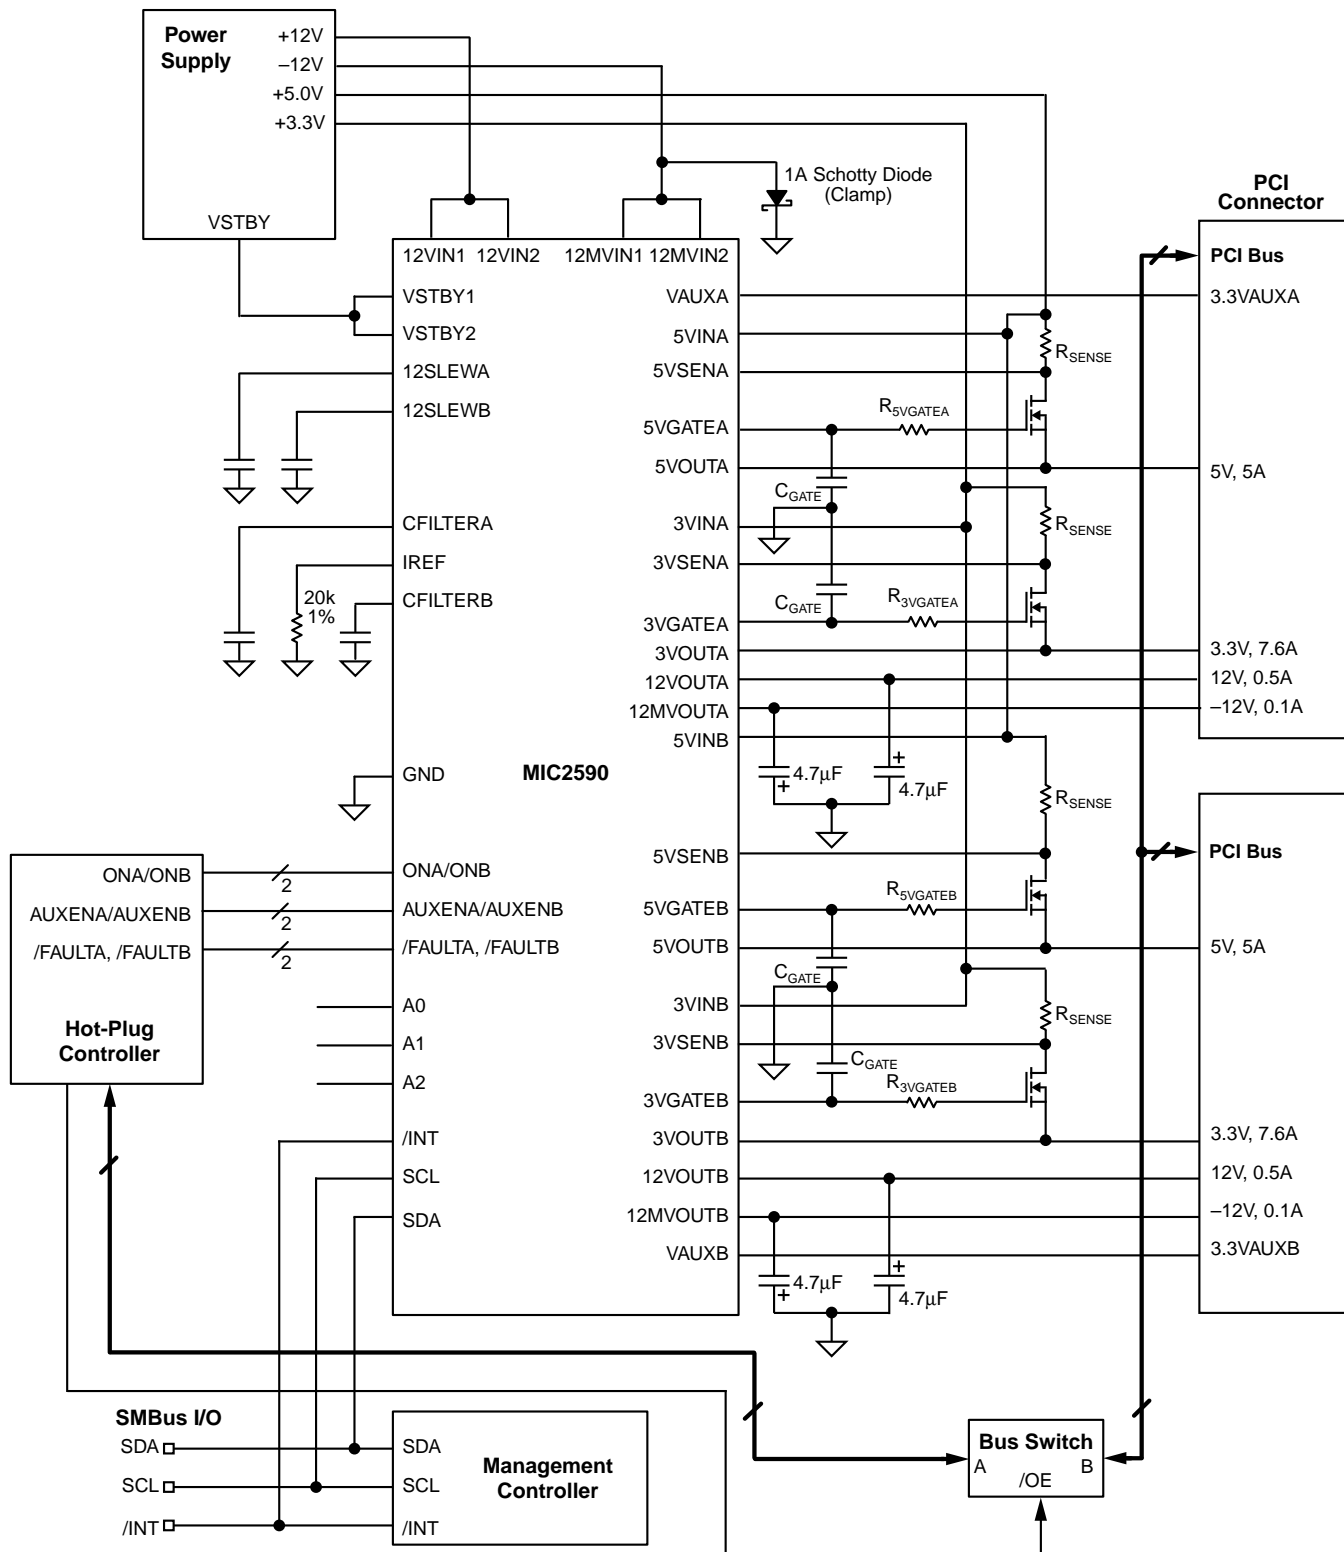 Power
Supply
+12V
–12V
+5.0V
+3.3V
VSTBY
1A Schotty Diode
(Clamp)
PCI
Connector
12VIN1 12VIN2 12MVIN1 12MVIN2
VSTBY1
VSTBY2
12SLEWA
12SLEWB
CFILTERA
IREF
CFILTERB
20k
1%
GND
MIC2590
ONA/ONB
AUXENA/AUXENB
/FAULTA, /FAULTB
A0
A1
A2
/INT
SCL
SDA
VAUXA
5VINA
5VSENA
5VGATEA
5VOUTA
3VINA
3VSENA
3VGATEA
3VOUTA
12VOUTA
12MVOUTA
5VINB
5VSENB
5VGATEB
5VOUTB
3VINB
3VSENB
3VGATEB
3VOUTB
12VOUTB
12MVOUTB
VAUXB
RSENSE
R5VGATEA
CGATE
RSENSE
CGATE
R3VGATEA
4.7µF
+
+
4.7µF
RSENSE
R5VGATEB
CGATE
RSENSE
CGATE
R3VGATEB
4.7µF
+
+
4.7µF
PCI Bus
3.3VAUXA
5V, 5A
3.3V, 7.6A
12V, 0.5A
–12V, 0.1A
PCI Bus
5V, 5A
3.3V, 7.6A
12V, 0.5A
–12V, 0.1A
3.3VAUXB
ONA/ONB
2
AUXENA/AUXENB
2
/FAULTA, /FAULTB
2
Hot-Plug
Controller
SMBus I/O
SDA
SCL
/INT
SDA
SCL
/INT
Management
Controller
Bus Switch
A B
/OE